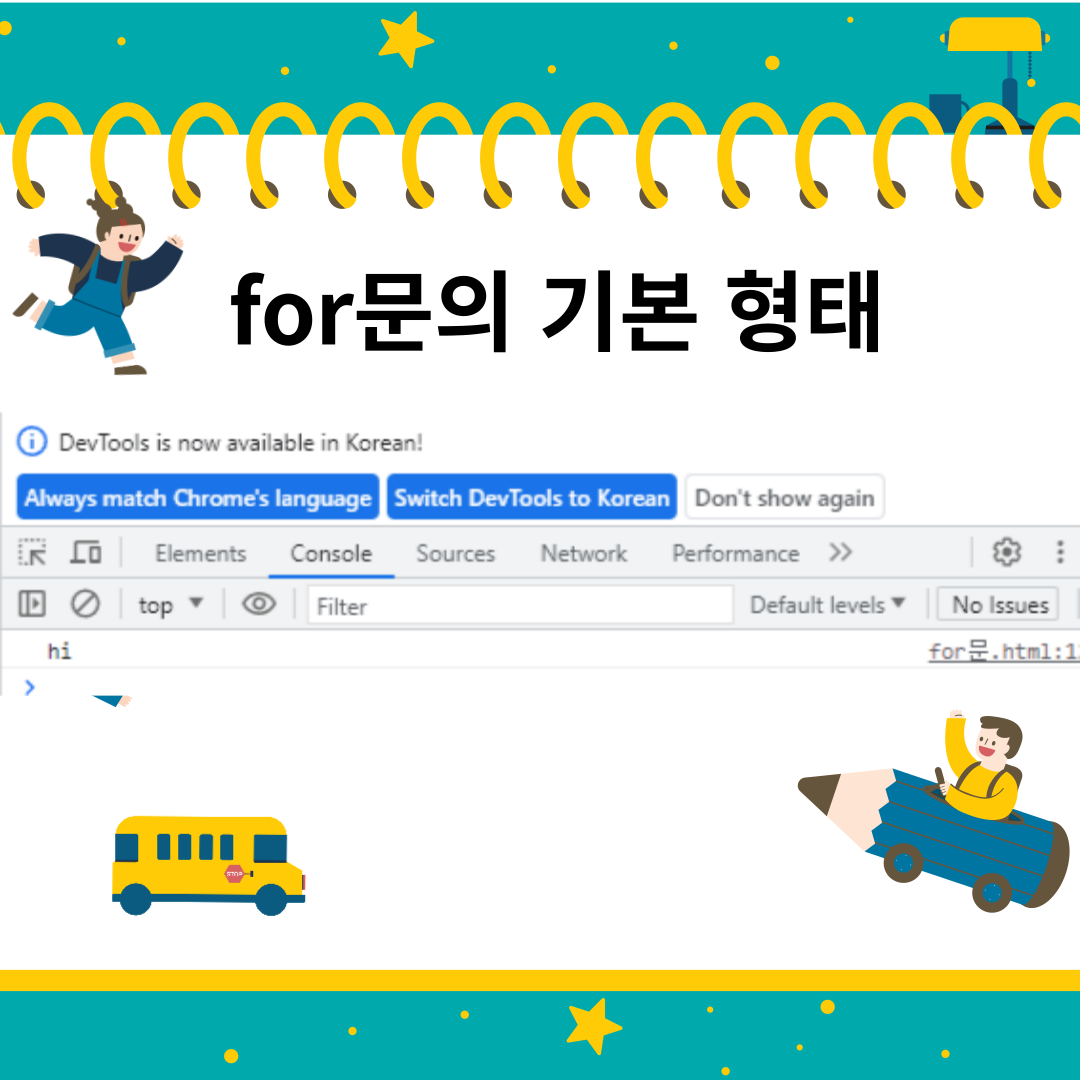 for문의 기본 형태
DevTools is now available in Korean!
Always match Chrome's language Switch DevTools to Korean Don't show again
Elements Console Sources Network Performance
top Filter Default levels No Issues
hi for문.html:1
STOP